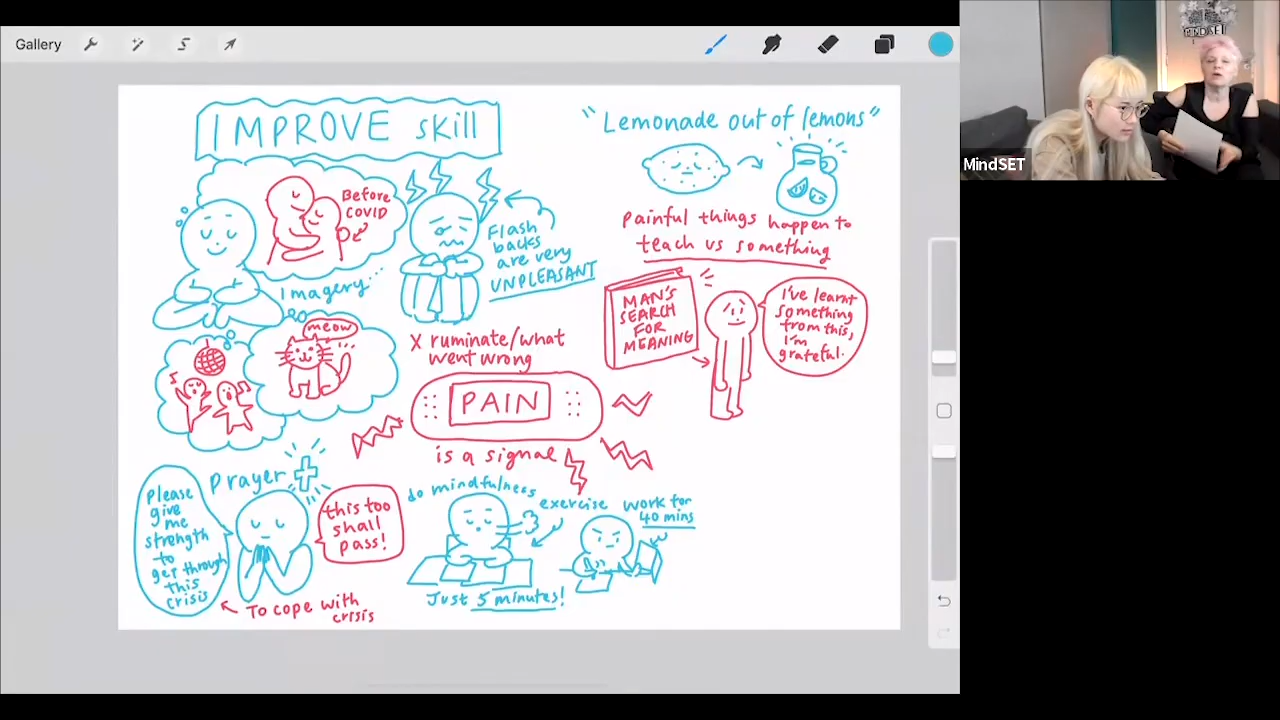 Gallery
IMPROVE skill
Before
COVID
Imagery...
Flash
backs
are very
UNPLEASANT
meow
X ruminate/what
went wrong
PAIN
is a signal
Prayer
Please
give
me
strength
to
get through
this
crisis
this too
shall
pass!
To cope with
crisis
do mindfulness
exercise
Just 5 minutes!
work for
40 mins
"Lemonade out of lemons"
Painful things happen to
teach us something
MAN'S
SEARCH
FOR
MEANING
I've learnt
something
from this,
I'm
grateful.
MINDSET
MindSET